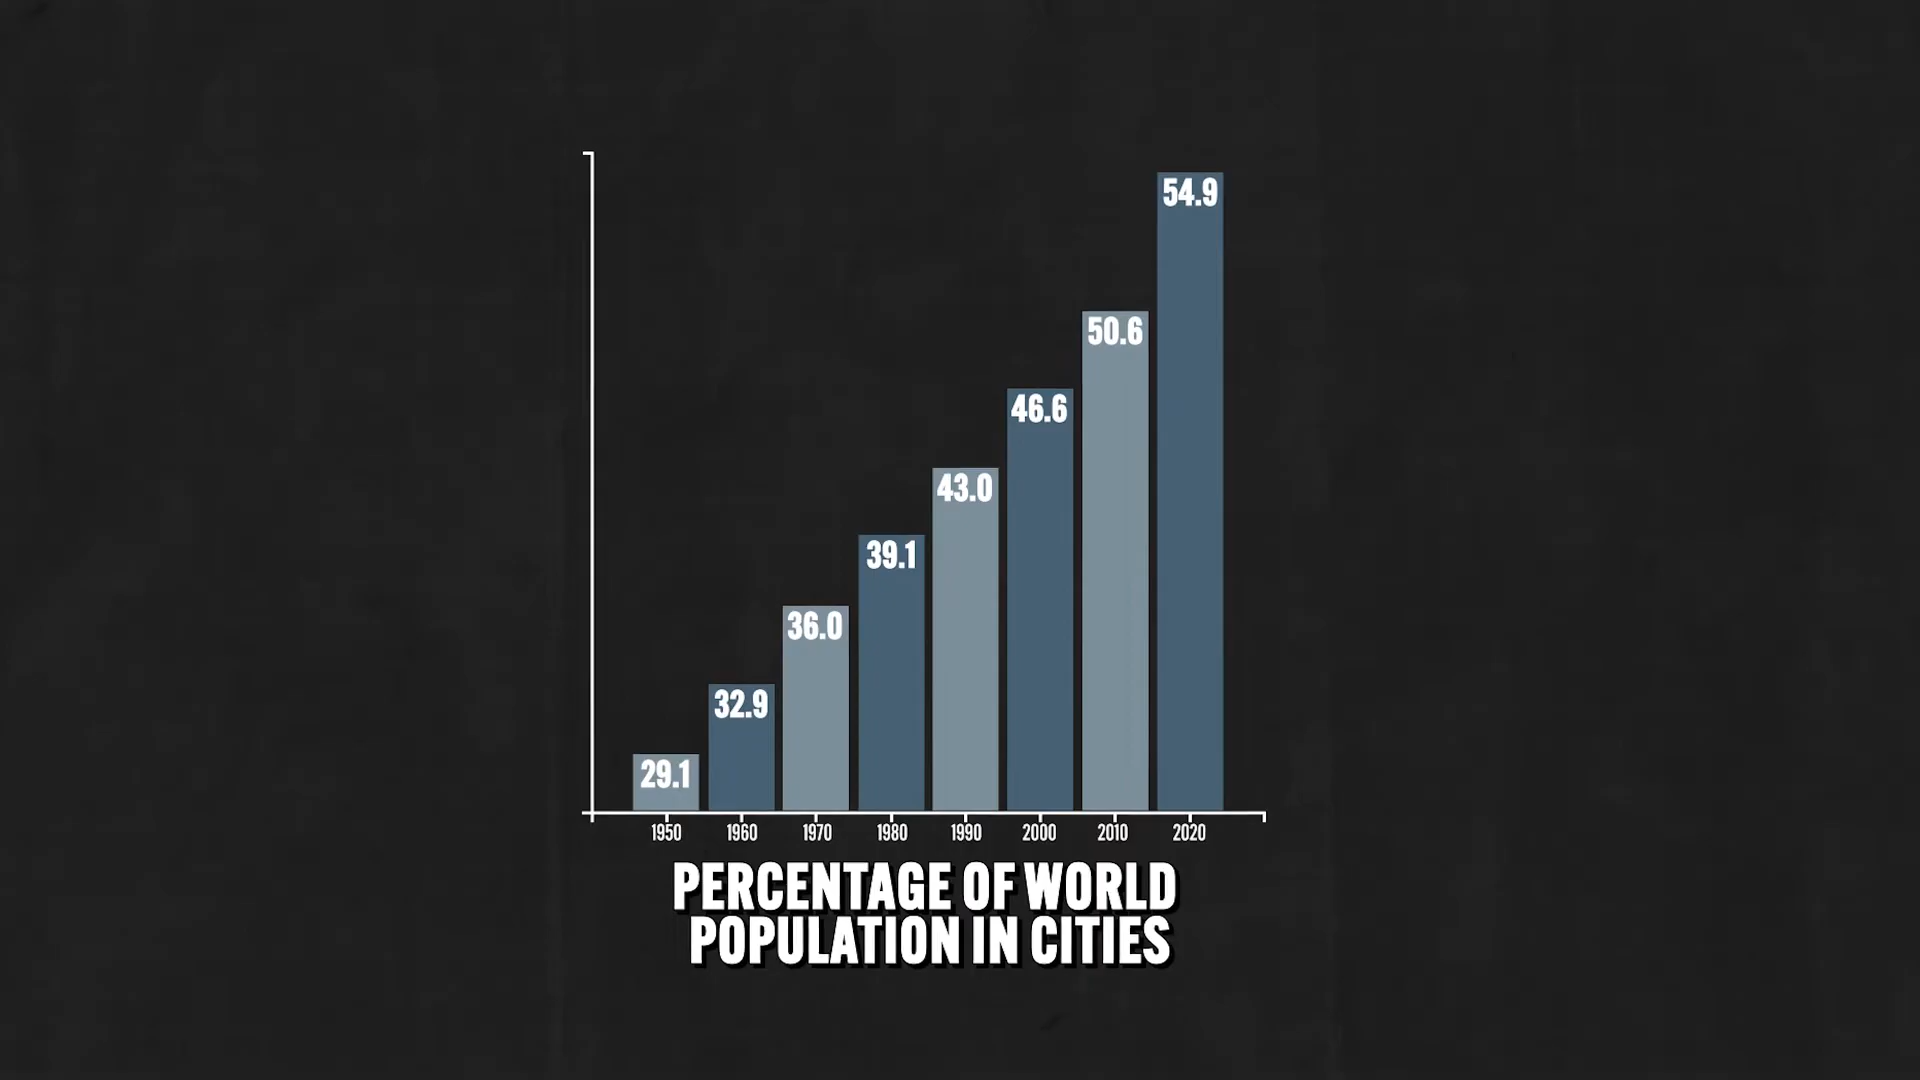 54.9
50.6
46.6
43.0
39.1
36.0
32.9
29.1
1950 1960 1970 1980 1990 2000 2010 2020
PERCENTAGE OF WORLD
POPULATION IN CITIES